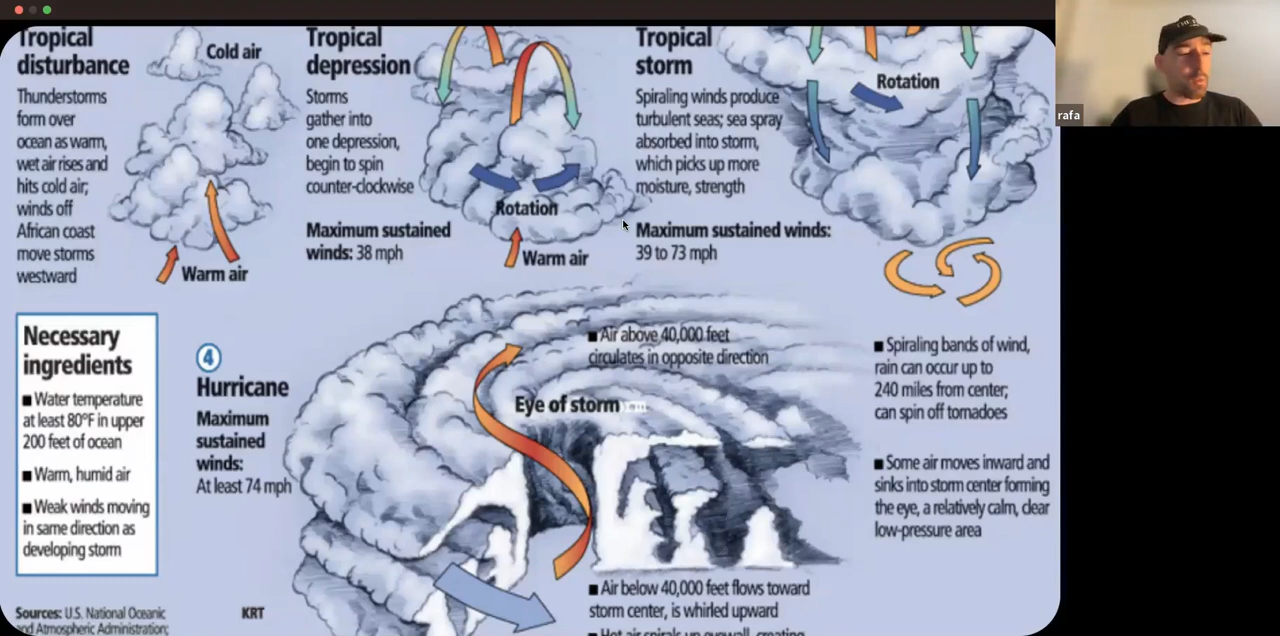 Tropical
disturbance
Thunderstorms
form over
ocean as warm,
wet air rises and
hits cold air;
winds off
African coast
move storms
westward
Cold air
Warm air
Tropical
depression
Storms
gather into
one depression,
begin to spin
counter-clockwise
Maximum sustained
winds: 38 mph
Rotation
Warm air
Tropical
storm
Spiraling winds produce
turbulent seas; sea spray
absorbed into storm,
which picks up more
moisture, strength
Maximum sustained winds:
39 to 73 mph
Rotation
rafa
Necessary
ingredients
■ Water temperature
at least 80°F in upper
200 feet of ocean
■ Warm, humid air
■ Weak winds moving
in same direction as
developing storm
4
Hurricane
Maximum
sustained
winds:
At least 74 mph
■ Air above 40,000 feet
circulates in opposite direction
Eye of storm
■ Spiraling bands of wind,
rain can occur up to
240 miles from center;
can spin off tornadoes
■ Some air moves inward and
sinks into storm center forming
the eye, a relatively calm, clear
low-pressure area
■ Air below 40,000 feet flows toward
storm center, is whirled upward
■ Hot air spirals up eyewall, creating
Sources: U.S. National Oceanic
and Atmospheric Administration;
KRT